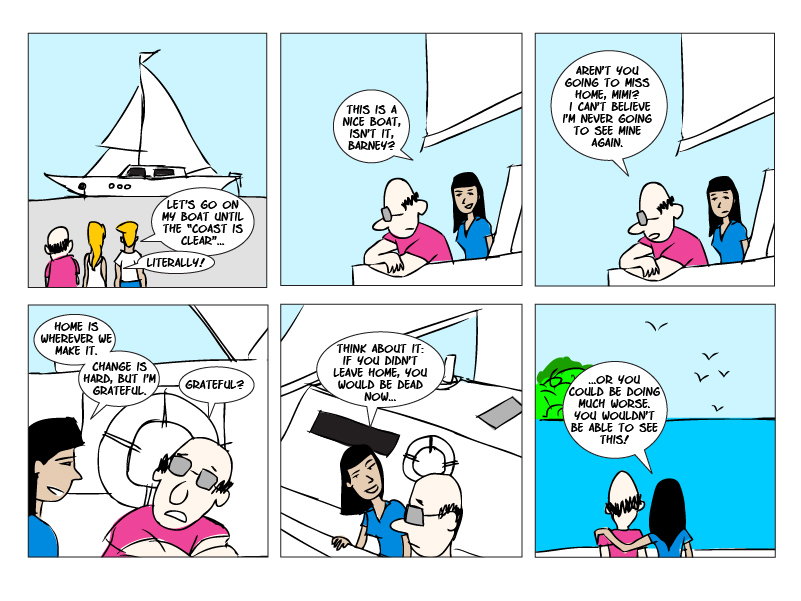 LET'S GO ON
MY BOAT UNTIL
THE "COAST IS
CLEAR"...
LITERALLY!
THIS IS A
NICE BOAT,
ISN'T IT,
BARNEY?
AREN'T YOU
GOING TO MISS
HOME, MIMI?
I CAN'T BELIEVE
I'M NEVER GOING
TO SEE MINE
AGAIN.
HOME IS
WHEREVER WE
MAKE IT.
CHANGE IS
HARD, BUT I'M
GRATEFUL.
GRATEFUL?
THINK ABOUT IT:
IF YOU DIDN'T
LEAVE HOME, YOU
WOULD BE DEAD
NOW...
...OR YOU
COULD BE DOING
MUCH WORSE.
YOU WOULDN'T
BE ABLE TO SEE
THIS!